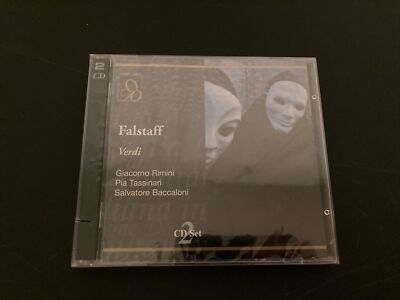 2
CD
Falstaff
Verdi
Giacomo Rimini
Pia Tassinari
Salvatore Baccaloni
2
CD Set